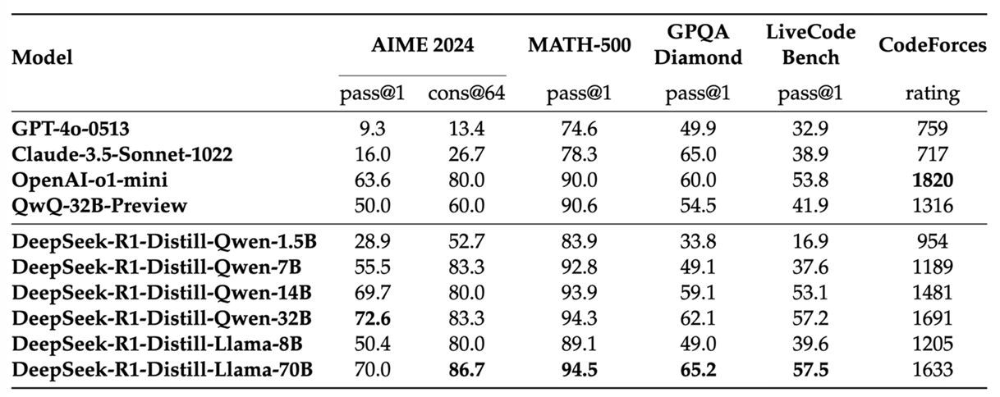 Model AIME 2024 MATH-500 GPQA Diamond LiveCode Bench CodeForces
pass@1 cons@64 pass@1 pass@1 pass@1 rating
GPT-4o-0513 9.3 13.4 74.6 49.9 32.9 759
Claude-3.5-Sonnet-1022 16.0 26.7 78.3 65.0 38.9 717
OpenAI-o1-mini 63.6 80.0 90.0 60.0 53.8 1820
QwQ-32B-Preview 50.0 60.0 90.6 54.5 41.9 1316
DeepSeek-R1-Distill-Qwen-1.5B 28.9 52.7 83.9 33.8 16.9 954
DeepSeek-R1-Distill-Qwen-7B 55.5 83.3 92.8 49.1 37.6 1189
DeepSeek-R1-Distill-Qwen-14B 69.7 80.0 93.9 59.1 53.1 1481
DeepSeek-R1-Distill-Qwen-32B 72.6 83.3 94.3 62.1 57.2 1691
DeepSeek-R1-Distill-Llama-8B 50.4 80.0 89.1 49.0 39.6 1205
DeepSeek-R1-Distill-Llama-70B 70.0 86.7 94.5 65.2 57.5 1633